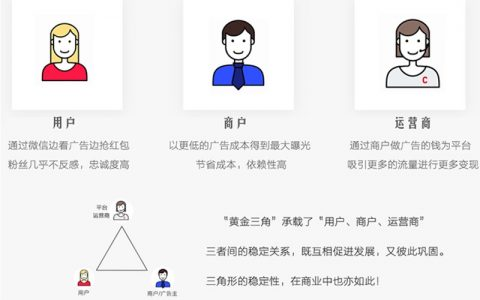 C
用户
商户
运营商
通过微信边看广告边抢红包
粉丝几乎不反感，忠诚度高
以更低的广告成本得到最大曝光
节省成本，依赖性高
通过商户做广告的钱为平台
吸引更多的流量进行更多变现
平台
运营商
用户
商户/广告主
“黄金三角”承载了“用户、商户、运营商”
三者间的稳定关系，既互相促进发展，又彼此巩固。
三角形的稳定性，在商业中也亦如此！